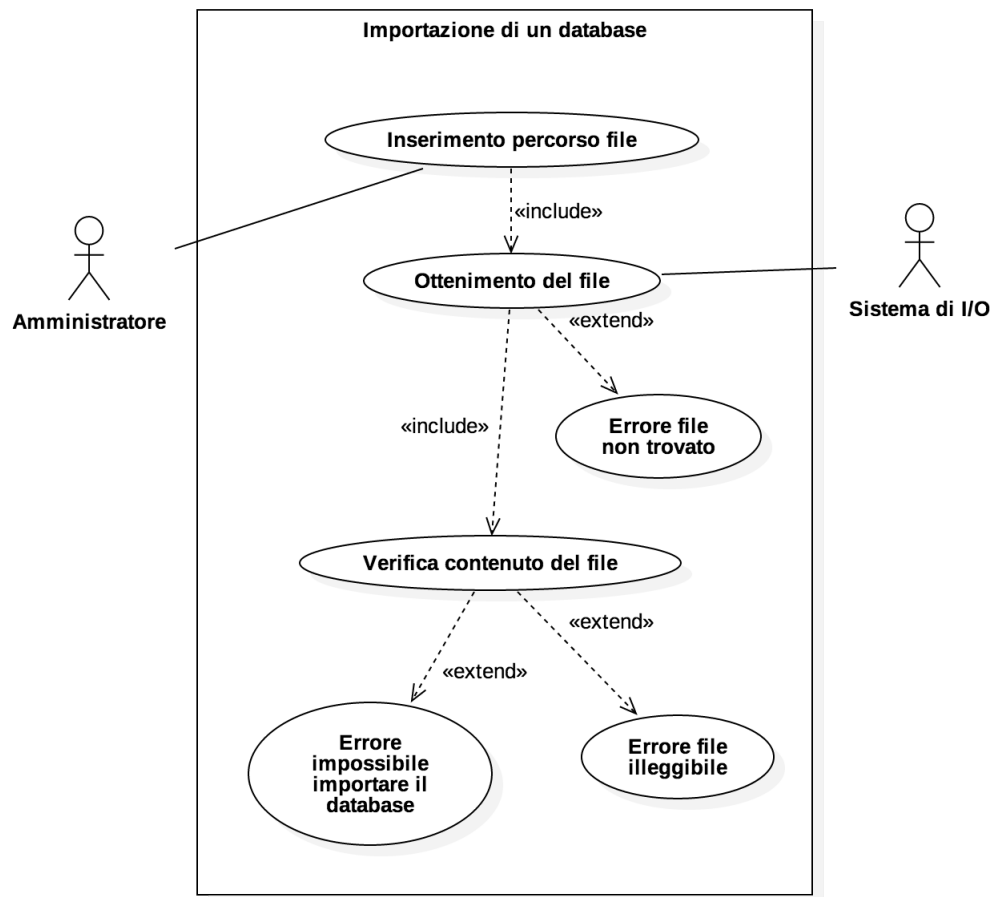 Importazione di un database
Inserimento percorso file
«include»
Amministratore
Ottenimento del file
Sistema di I/O
«extend»
«include»
Errore file
non trovato
Verifica contenuto del file
«extend»
«extend»
Errore
impossibile
importare il
database
Errore file
illeggibile